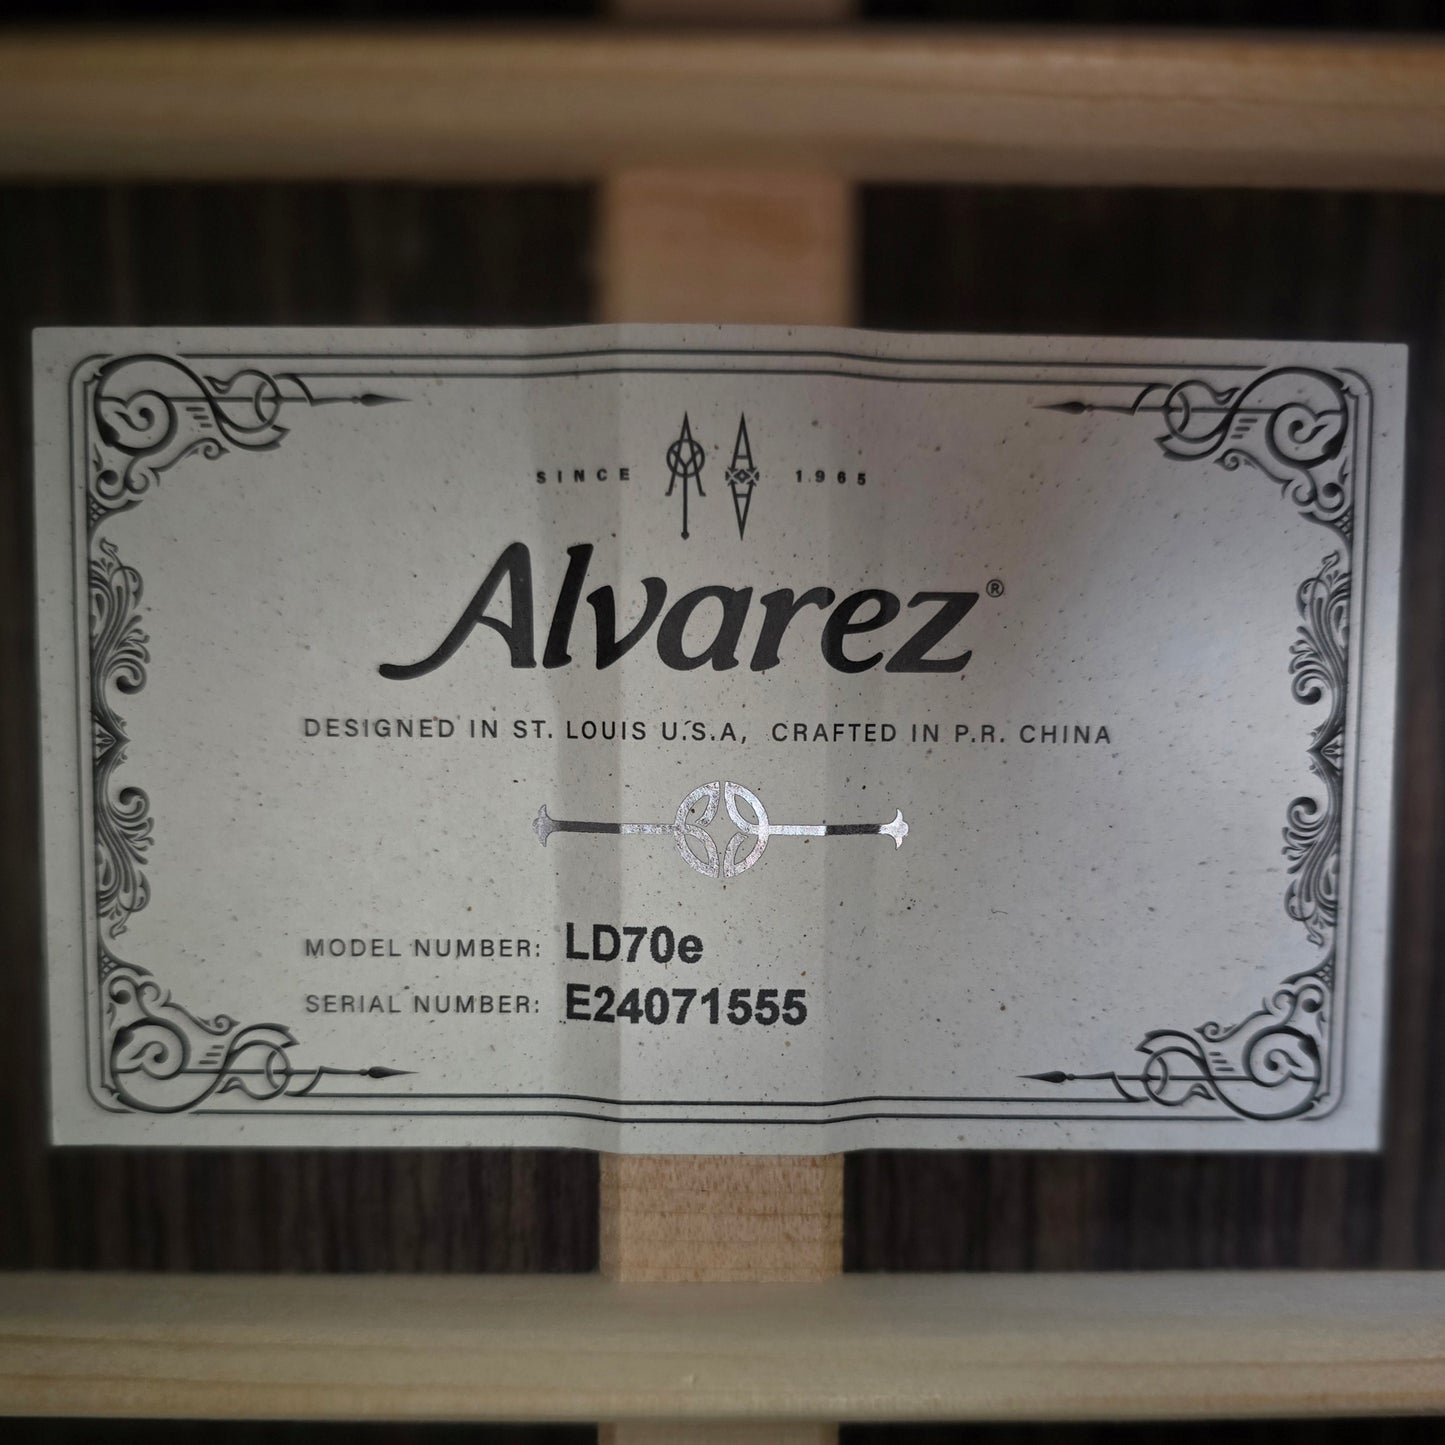 SINCE 1965
Alvarez®
DESIGNED IN ST. LOUIS U.S.A, CRAFTED IN P.R. CHINA
MODEL NUMBER: LD70e
SERIAL NUMBER: E24071555